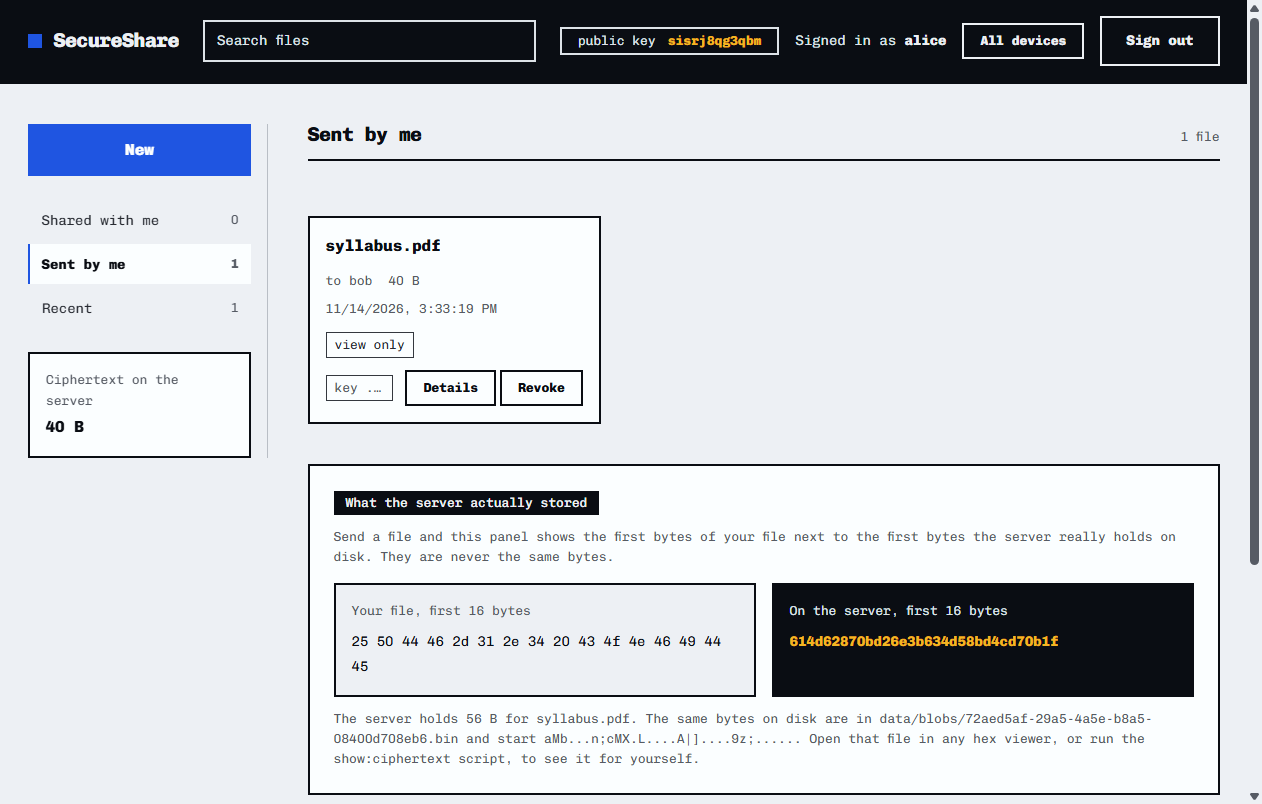 SecureShare
Search files
public key sisrj8qg3qbm
Signed in as alice
All devices
Sign out
New
Shared with me 0
Sent by me 1
Recent 1
Ciphertext on the
server
40 B
Sent by me
1 file
syllabus.pdf
to bob 40 B
11/14/2026, 3:33:19 PM
view only
key ...
Details
Revoke
What the server actually stored
Send a file and this panel shows the first bytes of your file next to the first bytes the server really holds on
disk. They are never the same bytes.
Your file, first 16 bytes
25 50 44 46 2d 31 2e 34 20 43 4f 4e 46 49 44
45
On the server, first 16 bytes
614d62870bd26e3b634d58bd4cd70b1f
The server holds 56 B for syllabus.pdf. The same bytes on disk are in data/blobs/72aed5af-29a5-4a5e-b8a5-
08400d708eb6.bin and start aMb...n;cMX.L....A|]....9z;...... Open that file in any hex viewer, or run the
show:ciphertext script, to see it for yourself.